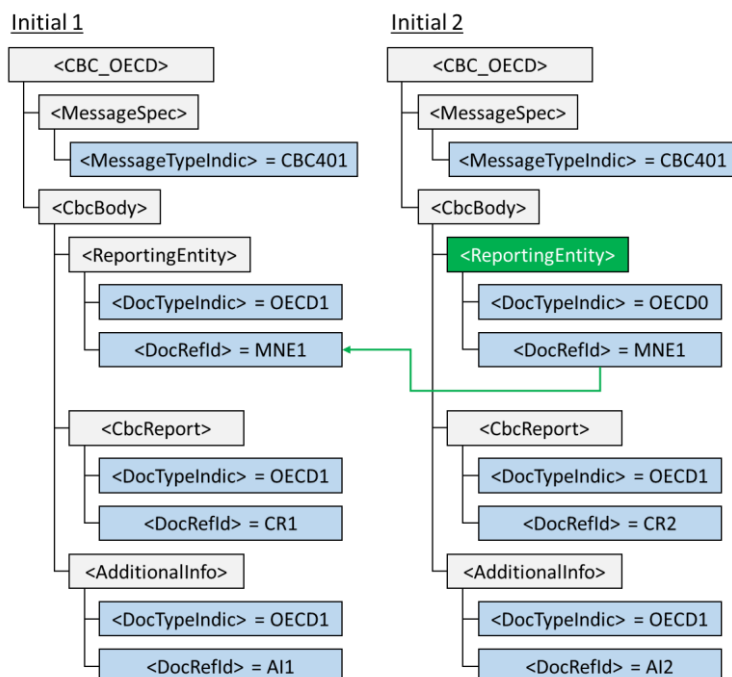 Initial 1
<CBC_OECD>
<MessageSpec>
<MessageTypeIndic> = CBC401
<CbcBody>
<ReportingEntity>
<DocTypeIndic> = OECD1
<DocRefId> = MNE1
<CbcReport>
<DocTypeIndic> = OECD1
<DocRefId> = CR1
<AdditionalInfo>
<DocTypeIndic> = OECD1
<DocRefId> = AI1
Initial 2
<CBC_OECD>
<MessageSpec>
<MessageTypeIndic> = CBC401
<CbcBody>
<ReportingEntity>
<DocTypeIndic> = OECD0
<DocRefId> = MNE1
<CbcReport>
<DocTypeIndic> = OECD1
<DocRefId> = CR2
<AdditionalInfo>
<DocTypeIndic> = OECD1
<DocRefId> = AI2